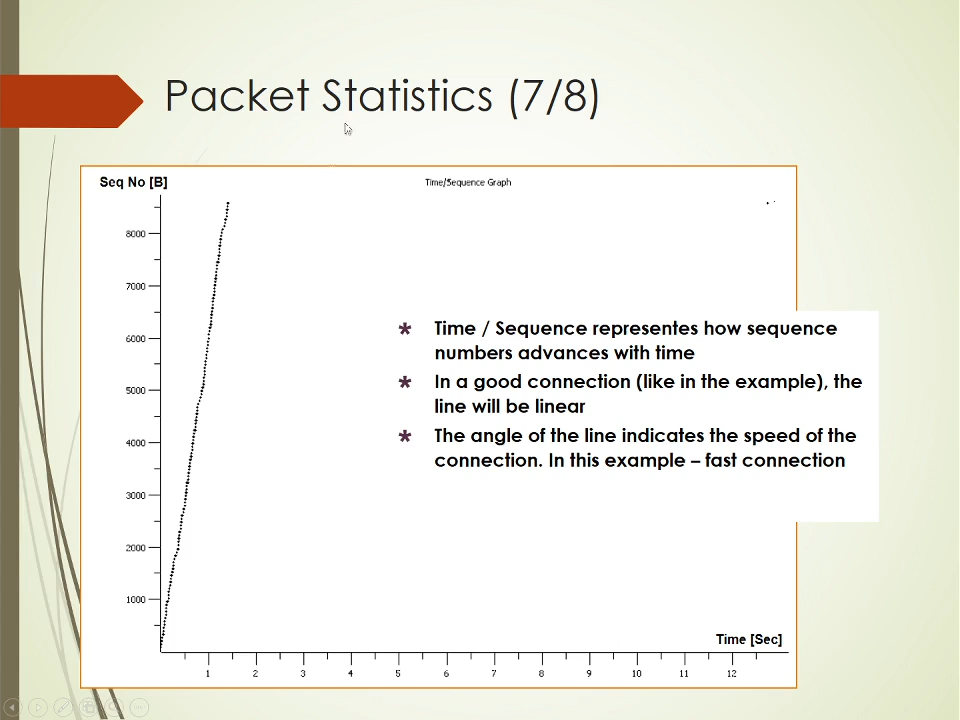 Packet Statistics (7/8)
Seq No [B]
Time/Sequence Graph
8000
7000
6000
5000
4000
3000
2000
1000
* Time / Sequence representes how sequence
numbers advances with time
* In a good connection (like in the example), the
line will be linear
* The angle of the line indicates the speed of the
connection. In this example – fast connection
Time [Sec]
1 2 3 4 5 6 7 8 9 10 11 12